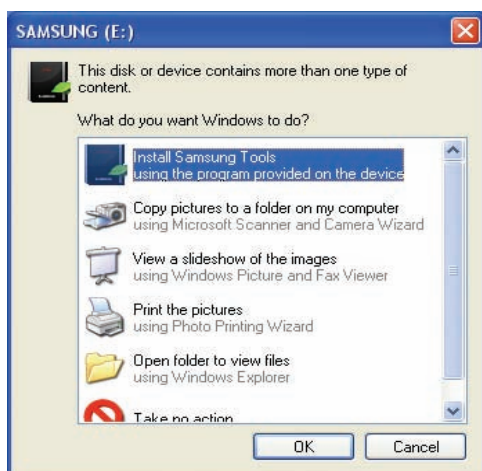 SAMSUNG (E:)
This disk or device contains more than one type of
content.
What do you want Windows to do?
Install Samsung Tools
using the program provided on the device
Copy pictures to a folder on my computer
using Microsoft Scanner and Camera Wizard
View a slideshow of the images
using Windows Picture and Fax Viewer
Print the pictures
using Photo Printing Wizard
Open folder to view files
using Windows Explorer
Take no action
OK
Cancel